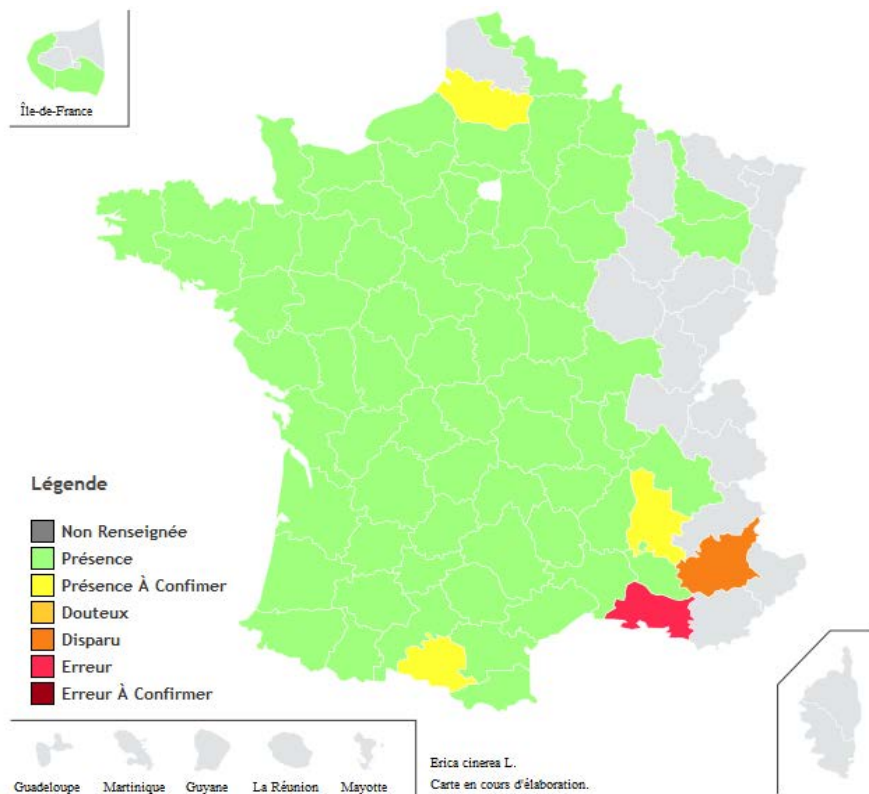 Île-de-France
Légende
Non Renseignée
Présence
Présence À Confimer
Douteux
Disparu
Erreur
Erreur À Confirmer
Guadeloupe Martinique Guyane La Réunion Mayotte
Erica cinerea L.
Carte en cours d'élaboration.